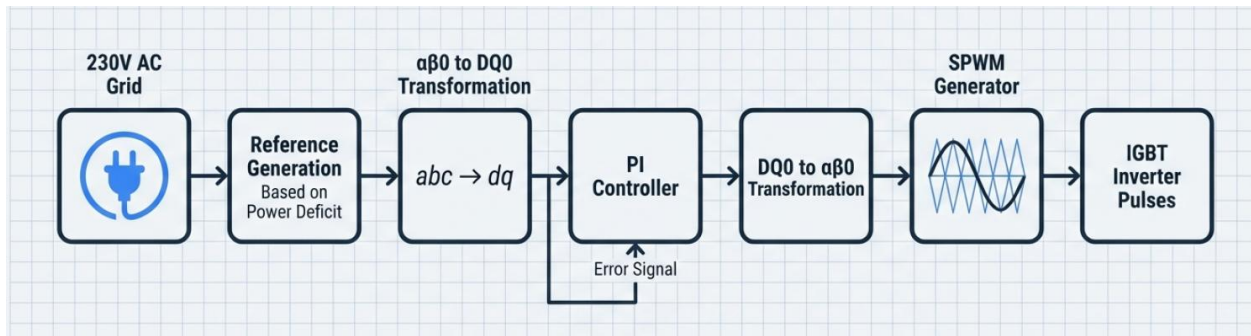 230V AC
Grid
Reference
Generation
Based on
Power Deficit
αβ0 to DQ0
Transformation
abc → dq
PI
Controller
Error Signal
DQ0 to αβ0
Transformation
SPWM
Generator
IGBT
Inverter
Pulses